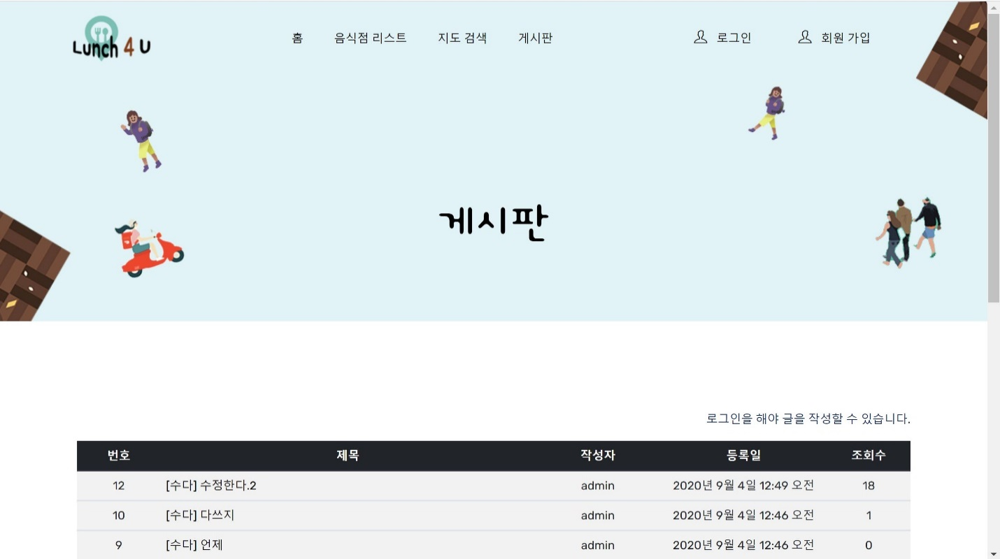 Lunch 4 U
홈 음식점 리스트 지도 검색 게시판 로그인 회원 가입
게시판
로그인을 해야 글을 작성할 수 있습니다.
번호 제목 작성자 등록일 조회수
12 [수다] 수정한다.2 admin 2020년 9월 4일 12:49 오전 18
10 [수다] 다쓰지 admin 2020년 9월 4일 12:46 오전 1
9 [수다] 언제 admin 2020년 9월 4일 12:46 오전 0